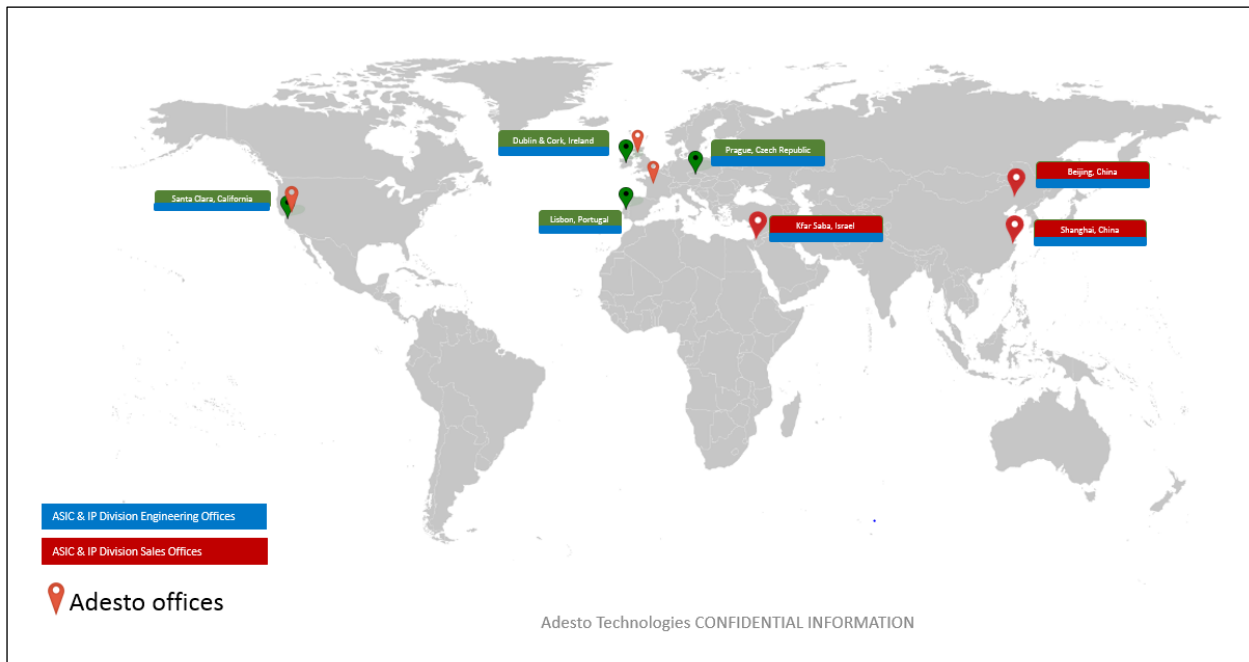 Dublin & Cork, Ireland
Prague, Czech Republic
Beijing, China
Santa Clara, California
Lisbon, Portugal
Kfar Saba, Israel
Shanghai, China
ASIC & IP Division Engineering Offices
ASIC & IP Division Sales Offices
Adesto offices
Adesto Technologies CONFIDENTIAL INFORMATION